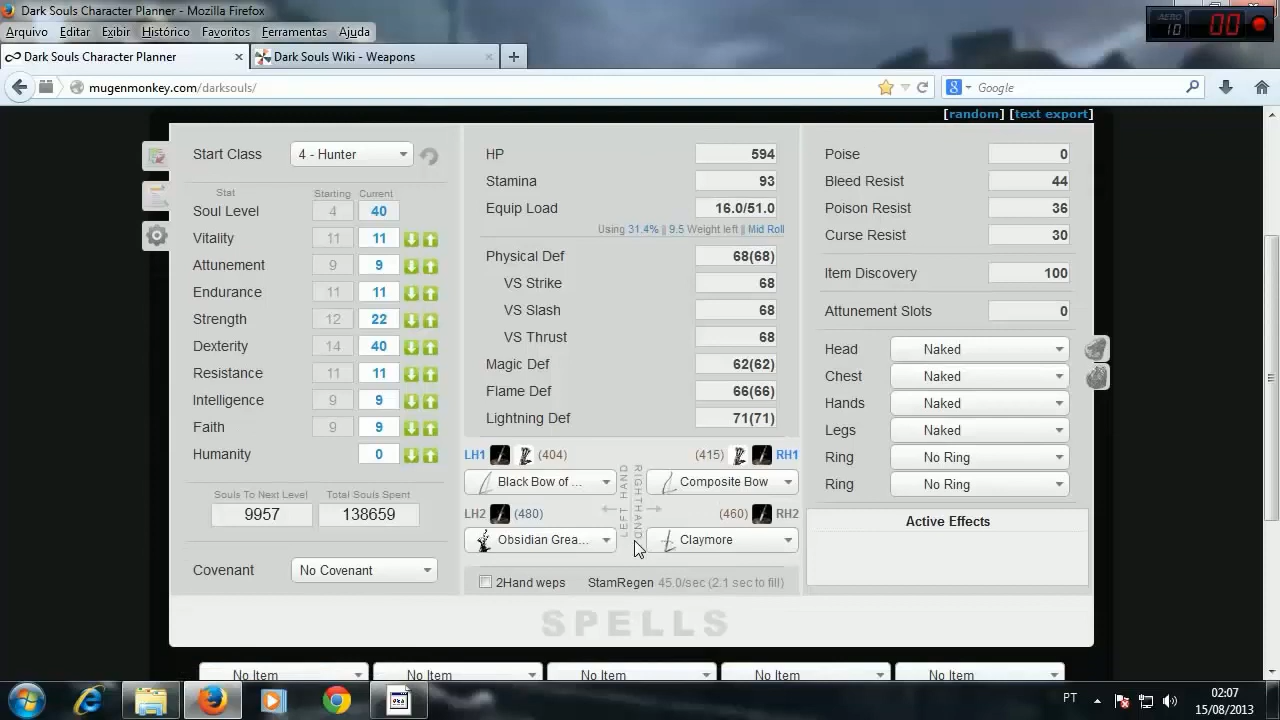 Dark Souls Character Planner - Mozilla Firefox
Arquivo Editar Exibir Histórico Favoritos Ferramentas Ajuda
AERO 10 00
Dark Souls Character Planner × Dark Souls Wiki - Weapons × +
mugenmonkey.com/darksouls/ Google
[random] [text export]
Start Class 4 - Hunter
Stat Starting Current
Soul Level 4 40
Vitality 11 11
Attunement 9 9
Endurance 11 11
Strength 12 22
Dexterity 14 40
Resistance 11 11
Intelligence 9 9
Faith 9 9
Humanity 0
Souls To Next Level Total Souls Spent
9957 138659
Covenant No Covenant
HP 594
Stamina 93
Equip Load 16.0/51.0
Using 31.4% || 9.5 Weight left || Mid Roll
Physical Def 68(68)
VS Strike 68
VS Slash 68
VS Thrust 68
Magic Def 62(62)
Flame Def 66(66)
Lightning Def 71(71)
LH1 (404) (415) RH1
Black Bow of ... Composite Bow
LH2 (480) (460) RH2
Obsidian Grea... Claymore
LEFT HAND
RIGHTHAND
2Hand weps StamRegen 45.0/sec (2.1 sec to fill)
Poise 0
Bleed Resist 44
Poison Resist 36
Curse Resist 30
Item Discovery 100
Attunement Slots 0
Head Naked
Chest Naked
Hands Naked
Legs Naked
Ring No Ring
Ring No Ring
Active Effects
SPELLS
No Item No Item No Item No Item No Item
PT 02:07
15/08/2013